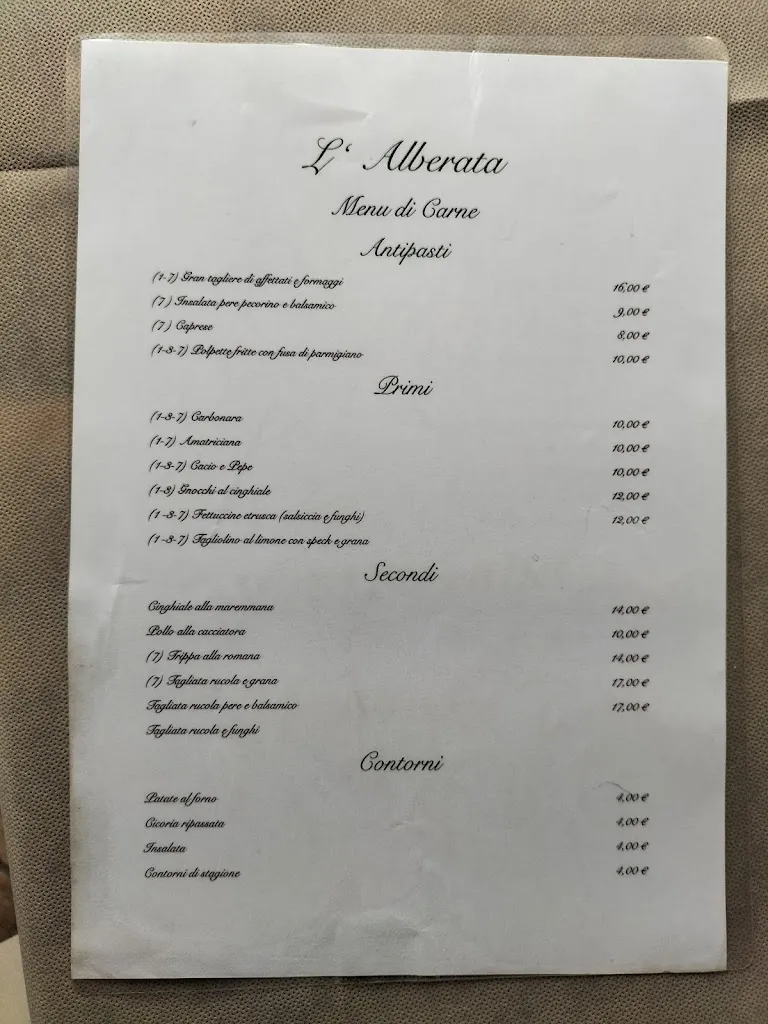 L' Alberata
Menu di Carne
Antipasti
(1-7) Gran tagliere di affettati e formaggi 16,00 €
(7) Insalata pere pecorino e balsamico 9,00 €
(7) Caprese 8,00 €
(1-3-7) Polpette fritte con fusa di parmigiano 10,00 €
Primi
(1-3-7) Carbonara 10,00 €
(1-7) Amatriciana 10,00 €
(1-3-7) Cacio e Pepe 10,00 €
(1-3) Gnocchi al cinghiale 12,00 €
(1-3-7) Fettuccine etrusca (salsiccia e funghi) 12,00 €
(1-3-7) Tagliolino al limone con speck e grana
Secondi
Cinghiale alla maremmana 14,00 €
Pollo alla cacciatora 10,00 €
(7) Trippa alla romana 14,00 €
(7) Tagliata rucola e grana 17,00 €
Tagliata rucola pere e balsamico 17,00 €
Tagliata rucola e funghi
Contorni
Patate al forno 4,00 €
Cicoria ripassata 4,00 €
Insalata 4,00 €
Contorni di stagione 4,00 €